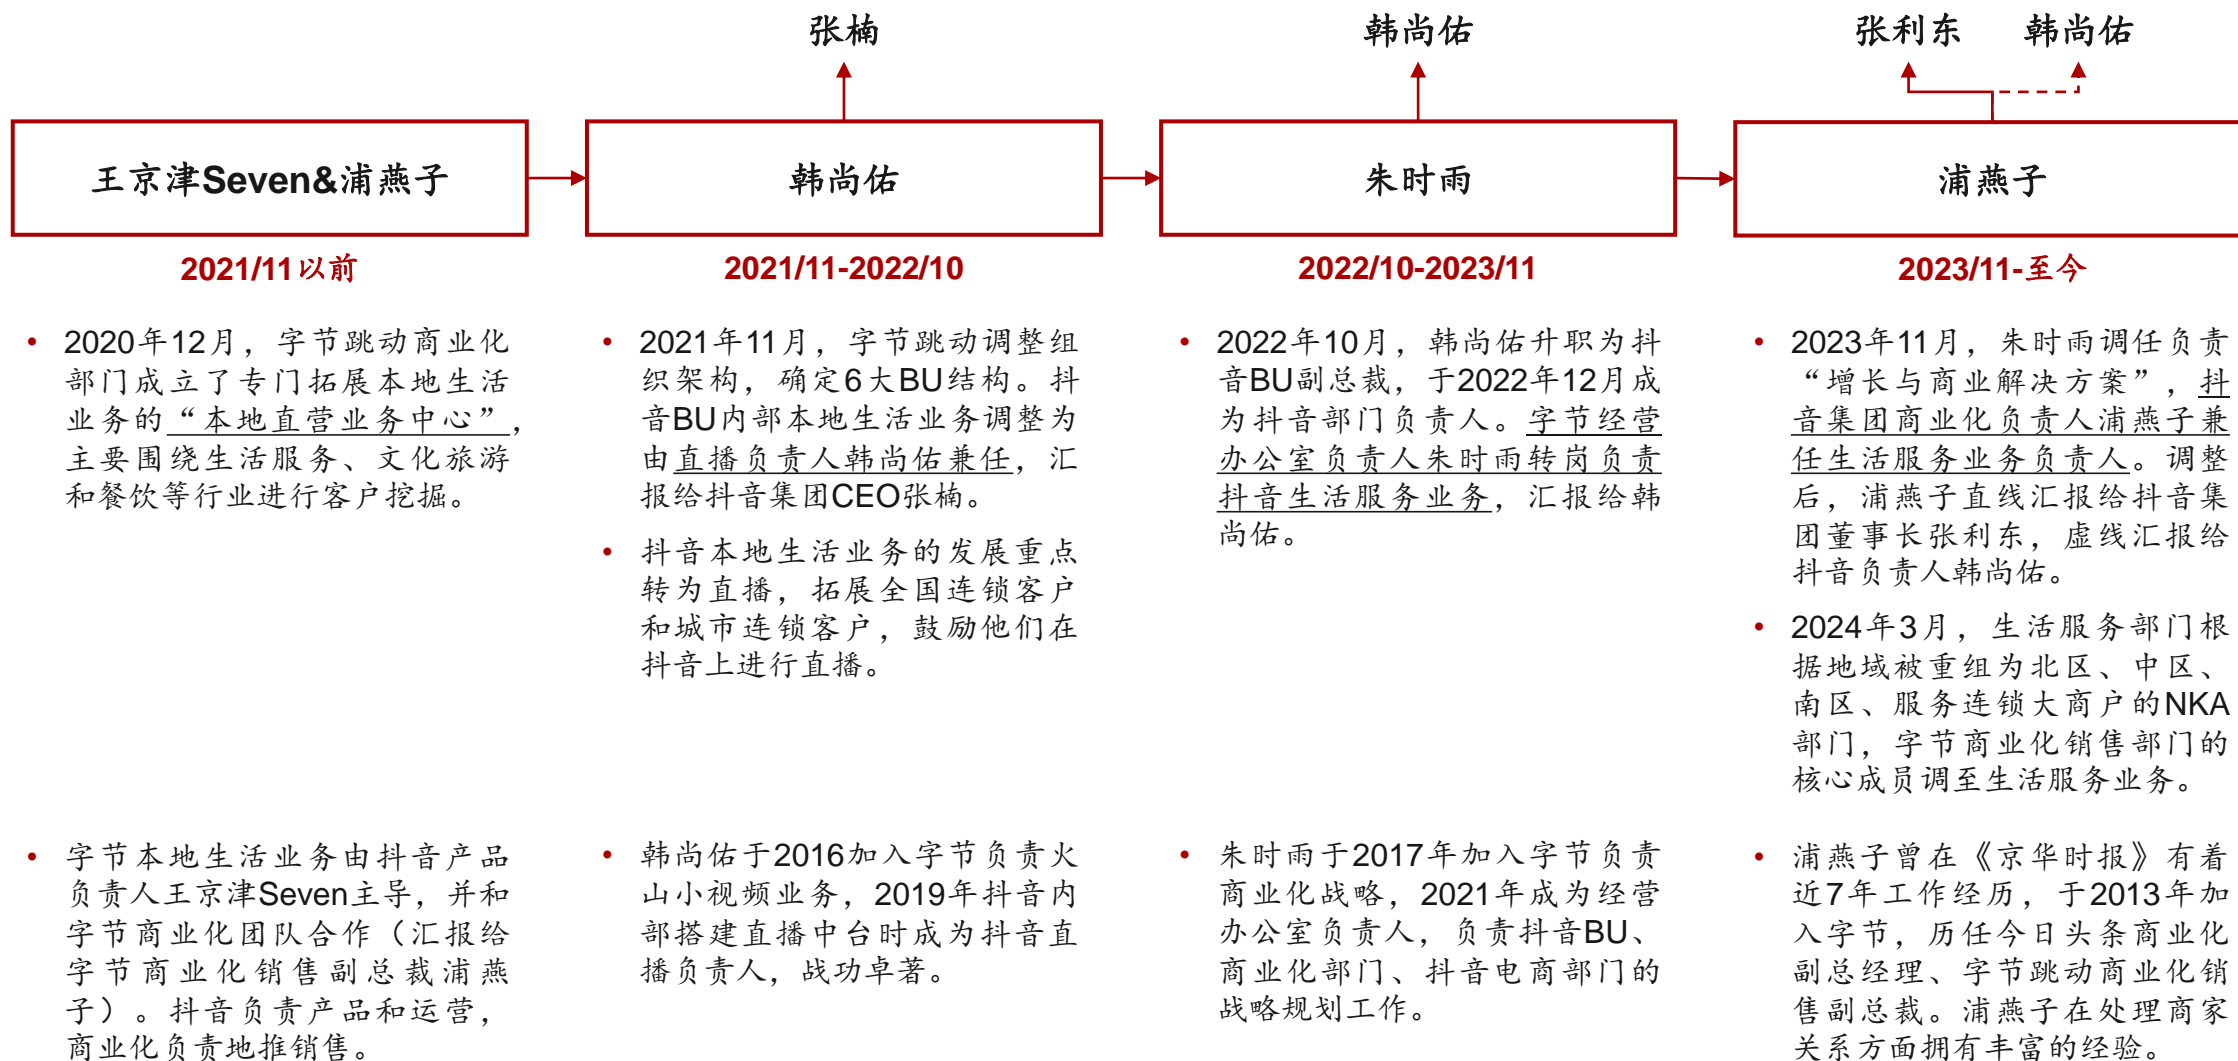 张楠
韩尚佑
张利东
韩尚佑
王京津Seven&浦燕子
韩尚佑
朱时雨
浦燕子
2021/11以前
2021/11-2022/10
2022/10-2023/11
2023/11-至今
• 2020年12月，字节跳动商业化
部门成立了专门拓展本地生活
业务的“本地直营业务中心”，
主要围绕生活服务、文化旅游
和餐饮等行业进行客户挖掘。
• 2021年11月，字节跳动调整组
织架构，确定6大BU结构。抖
音BU内部本地生活业务调整为
由直播负责人韩尚佑兼任，汇
报给抖音集团CEO张楠。
• 抖音本地生活业务的发展重点
转为直播，拓展全国连锁客户
和城市连锁客户，鼓励他们在
抖音上进行直播。
• 2022年10月，韩尚佑升职为抖
音BU副总裁，于2022年12月成
为抖音部门负责人。字节经营
办公室负责人朱时雨转岗负责
抖音生活服务业务，汇报给韩
尚佑。
• 2023年11月，朱时雨调任负责
“增长与商业解决方案”，抖
音集团商业化负责人浦燕子兼
任生活服务业务负责人。调整
后，浦燕子直线汇报给抖音集
团董事长张利东，虚线汇报给
抖音负责人韩尚佑。
• 2024年3月，生活服务部门根
据地域被重组为北区、中区、
南区、服务连锁大商户的NKA
部门，字节商业化销售部门的
核心成员调至生活服务业务。
• 字节本地生活业务由抖音产品
负责人王京津Seven主导，并和
字节商业化团队合作（汇报给
字节商业化销售副总裁浦燕
子）。抖音负责产品和运营，
商业化负责地推销售。
• 韩尚佑于2016加入字节负责火
山小视频业务，2019年抖音内
部搭建直播中台时成为抖音直
播负责人，战功卓著。
• 朱时雨于2017年加入字节负责
商业化战略，2021年成为经营
办公室负责人，负责抖音BU、
商业化部门、抖音电商部门的
战略规划工作。
• 浦燕子曾在《京华时报》有着
近7年工作经历，于2013年加
入字节，历任今日头条商业化
副总经理、字节跳动商业化销
售副总裁。浦燕子在处理商家
关系方面拥有丰富的经验。